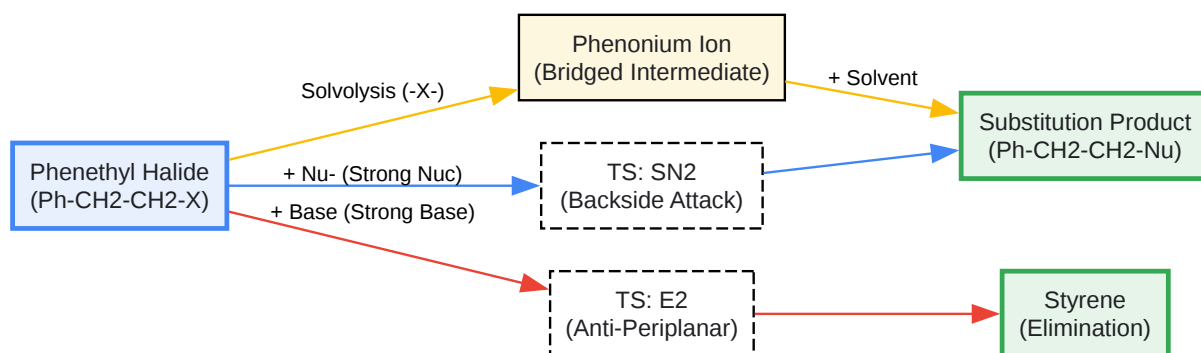 Phenonium Ion
(Bridged Intermediate)
Solvolysis (-X-)
+ Solvent
Phenethyl Halide
(Ph-CH2-CH2-X)
+ Nu- (Strong Nuc)
TS: SN2
(Backside Attack)
Substitution Product
(Ph-CH2-CH2-Nu)
+ Base (Strong Base)
TS: E2
(Anti-Periplanar)
Styrene
(Elimination)